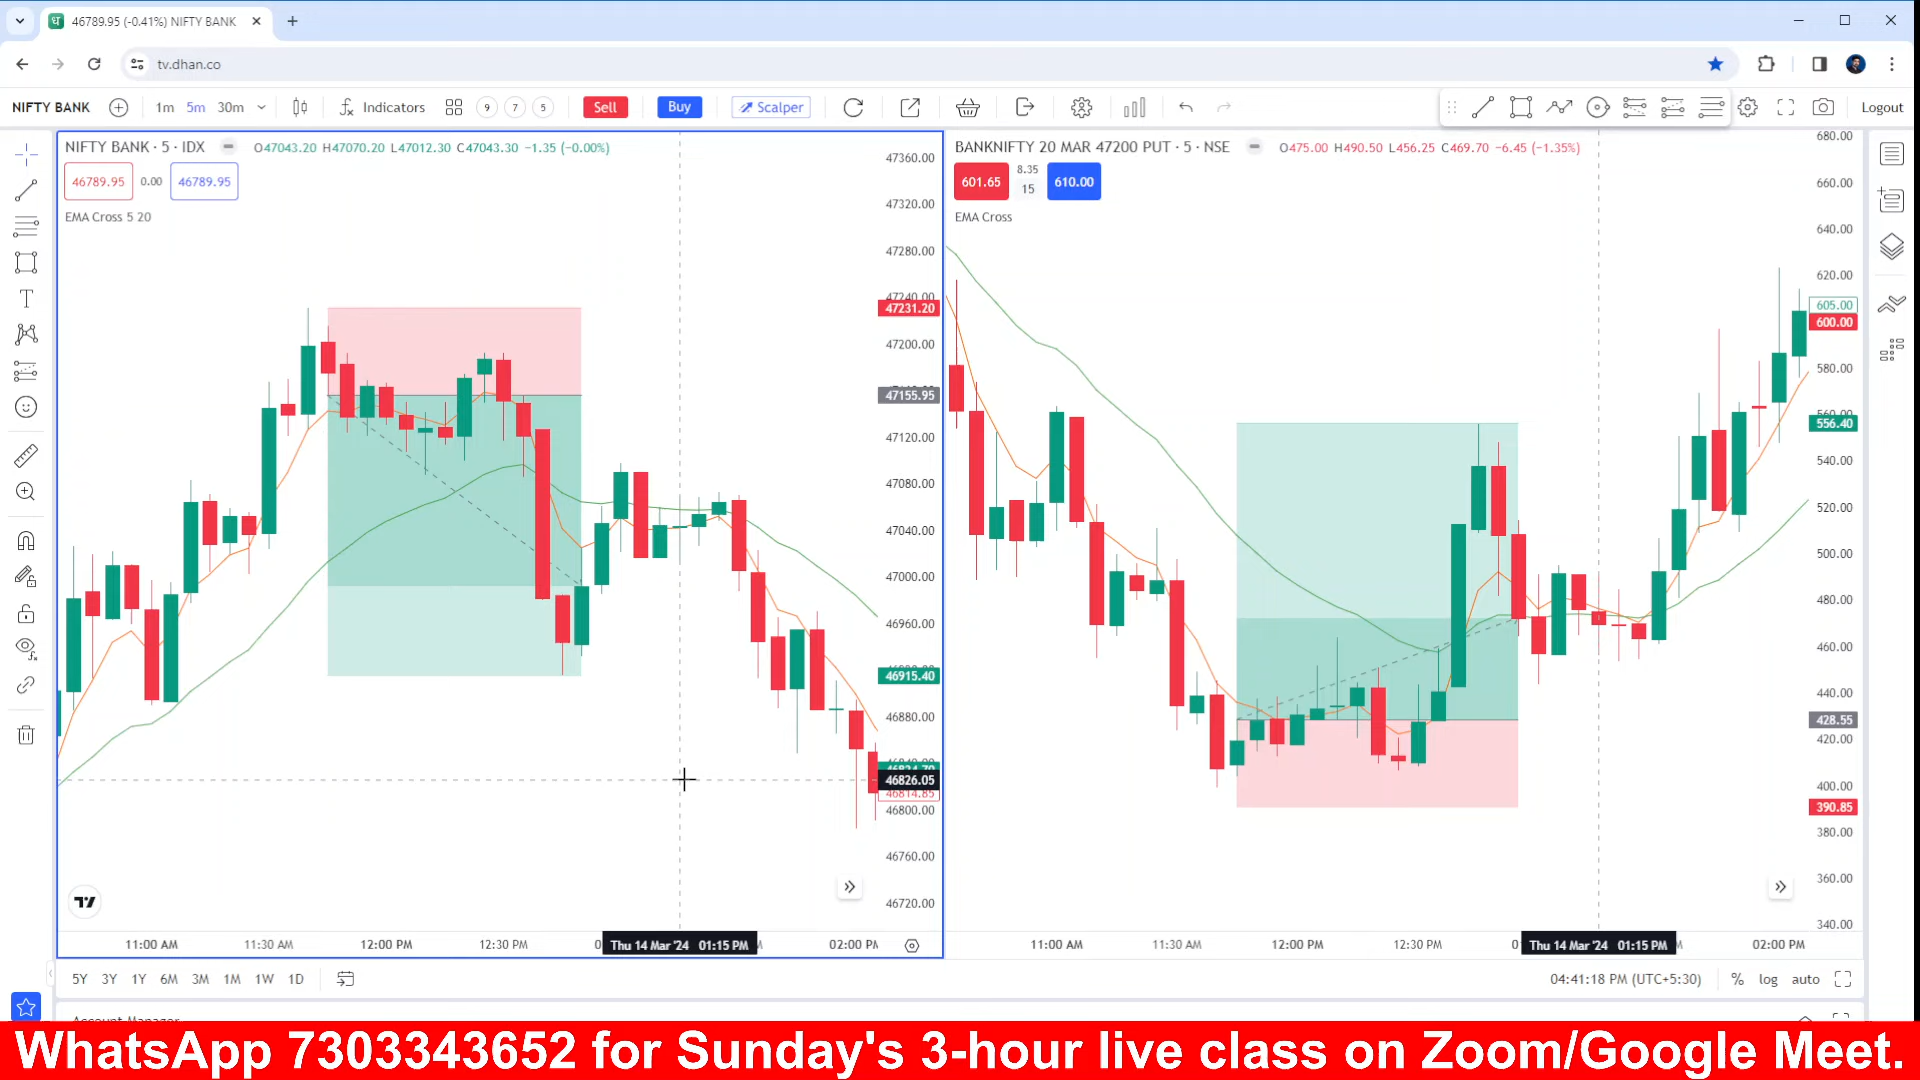 46789.95 (-0.41%) NIFTY BANK
tv.dhan.co
NIFTY BANK 1m 5m 30m Indicators 9 7 5 Sell Buy Scalper Logout
NIFTY BANK · 5 · IDX O47043.20 H47070.20 L47012.30 C47043.30 −1.35 (−0.00%)
46789.95 0.00 46789.95
EMA Cross 5 20
47360.00
47320.00
47280.00
47240.00
47231.20
47200.00
47155.95
47120.00
47080.00
47040.00
47000.00
46960.00
46915.40
46880.00
46826.05
46814.85
46800.00
46760.00
46720.00
11:00 AM 11:30 AM 12:00 PM 12:30 PM Thu 14 Mar '24 01:15 PM 02:00 PM
BANKNIFTY 20 MAR 47200 PUT · 5 · NSE O475.00 H490.50 L456.25 C469.70 −6.45 (−1.35%)
601.65 8.35 15 610.00
EMA Cross
680.00
660.00
640.00
620.00
605.00
600.00
580.00
560.00
556.40
540.00
520.00
500.00
480.00
460.00
440.00
428.55
420.00
400.00
390.85
380.00
360.00
340.00
11:00 AM 11:30 AM 12:00 PM 12:30 PM Thu 14 Mar '24 01:15 PM 02:00 PM
5Y 3Y 1Y 6M 3M 1M 1W 1D 04:41:18 PM (UTC+5:30) % log auto
Account Manager
WhatsApp 7303343652 for Sunday's 3-hour live class on Zoom/Google Meet.